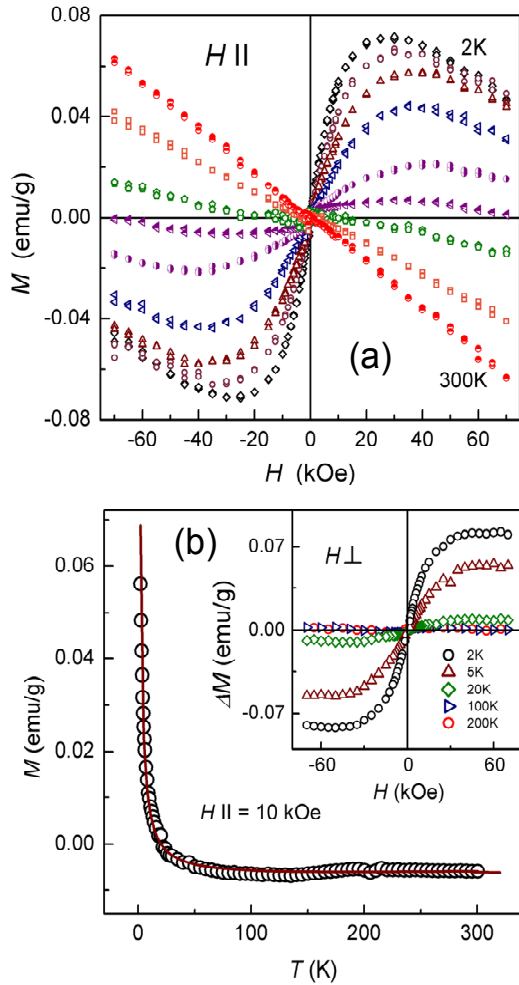 H II
2K
0.08
0.04
0.00
-0.04
-0.08
M (emu/g)
(a)
300K
-60 -40 -20 0 20 40 60
H (kOe)
(b)
0.06
0.04
0.02
0.00
M (emu/g)
H II = 10 kOe
0 100 200 300
T (K)
H⊥
0.07
0.00
-0.07
ΔM (emu/g)
2K
5K
20K
100K
200K
-60 0 60
H (kOe)